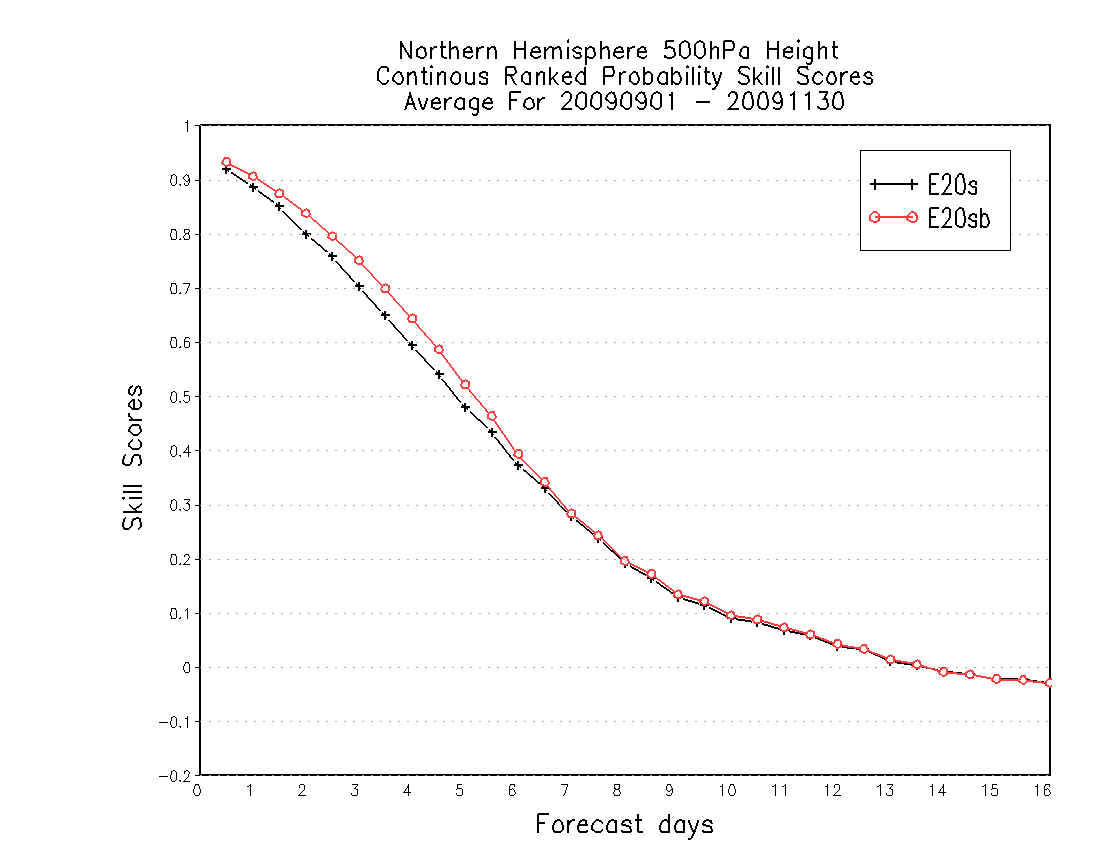 Northern Hemisphere 500hPa Height
Continous Ranked Probability Skill Scores
Average For 20090901 − 20091130
1
0.9
0.8
0.7
0.6
0.5
0.4
0.3
0.2
0.1
0
−0.1
−0.2
Skill Scores
E20s
E20sb
0 1 2 3 4 5 6 7 8 9 10 11 12 13 14 15 16
Forecast days